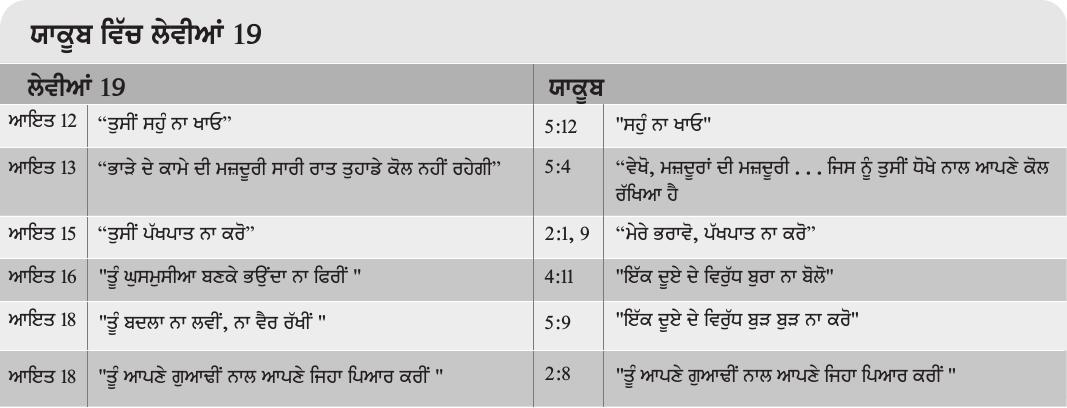 ਯਾਕੂਬ ਵਿੱਚ ਲੇਵੀਆਂ 19
ਲੇਵੀਆਂ 19 ਯਾਕੂਬ
ਆਇਤ 12 “ਤੁਸੀਂ ਸਹੁੰ ਨਾ ਖਾਓ” 5:12 "ਸਹੁੰ ਨਾ ਖਾਓ"
ਆਇਤ 13 “ਭਾੜੇ ਦੇ ਕਾਮੇ ਦੀ ਮਜ਼ਦੂਰੀ ਸਾਰੀ ਰਾਤ ਤੁਹਾਡੇ ਕੋਲ ਨਹੀਂ ਰਹੇਗੀ” 5:4 “ਵੇਖੋ, ਮਜ਼ਦੂਰਾਂ ਦੀ ਮਜ਼ਦੂਰੀ . . . ਜਿਸ ਨੂੰ ਤੁਸੀਂ ਧੋਖੇ ਨਾਲ ਆਪਣੇ ਕੋਲ
ਰੱਖਿਆ ਹੈ
ਆਇਤ 15 “ਤੁਸੀਂ ਪੱਖਪਾਤ ਨਾ ਕਰੋ” 2:1, 9 “ਮੇਰੇ ਭਰਾਵੋ, ਪੱਖਪਾਤ ਨਾ ਕਰੋ”
ਆਇਤ 16 "ਤੂੰ ਘੁਸਮੁਸੀਆ ਬਣਕੇ ਭਉਂਦਾ ਨਾ ਫਿਰੀਂ " 4:11 "ਇੱਕ ਦੂਏ ਦੇ ਵਿਰੁੱਧ ਬੁਰਾ ਨਾ ਬੋਲੋ"
ਆਇਤ 18 "ਤੂੰ ਬਦਲਾ ਨਾ ਲਵੀਂ, ਨਾ ਵੈਰ ਰੱਖੀਂ " 5:9 "ਇੱਕ ਦੂਏ ਦੇ ਵਿਰੁੱਧ ਬੁੜ ਬੁੜ ਨਾ ਕਰੋ"
ਆਇਤ 18 "ਤੂੰ ਆਪਣੇ ਗੁਆਢੀਂ ਨਾਲ ਆਪਣੇ ਜਿਹਾ ਪਿਆਰ ਕਰੀਂ " 2:8 "ਤੂੰ ਆਪਣੇ ਗੁਆਢੀਂ ਨਾਲ ਆਪਣੇ ਜਿਹਾ ਪਿਆਰ ਕਰੀਂ "